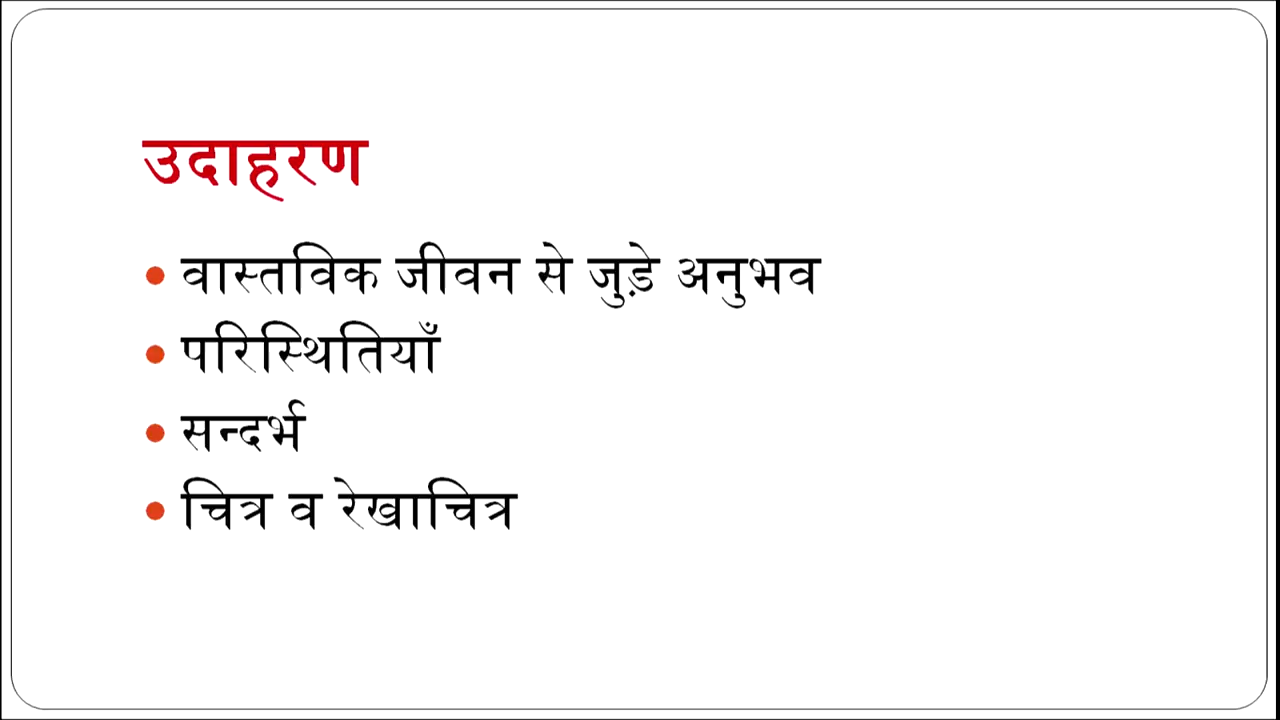 उदाहरण
• वास्तविक जीवन से जुड़े अनुभव
• परिस्थितियाँ
• सन्दर्भ
• चित्र व रेखाचित्र